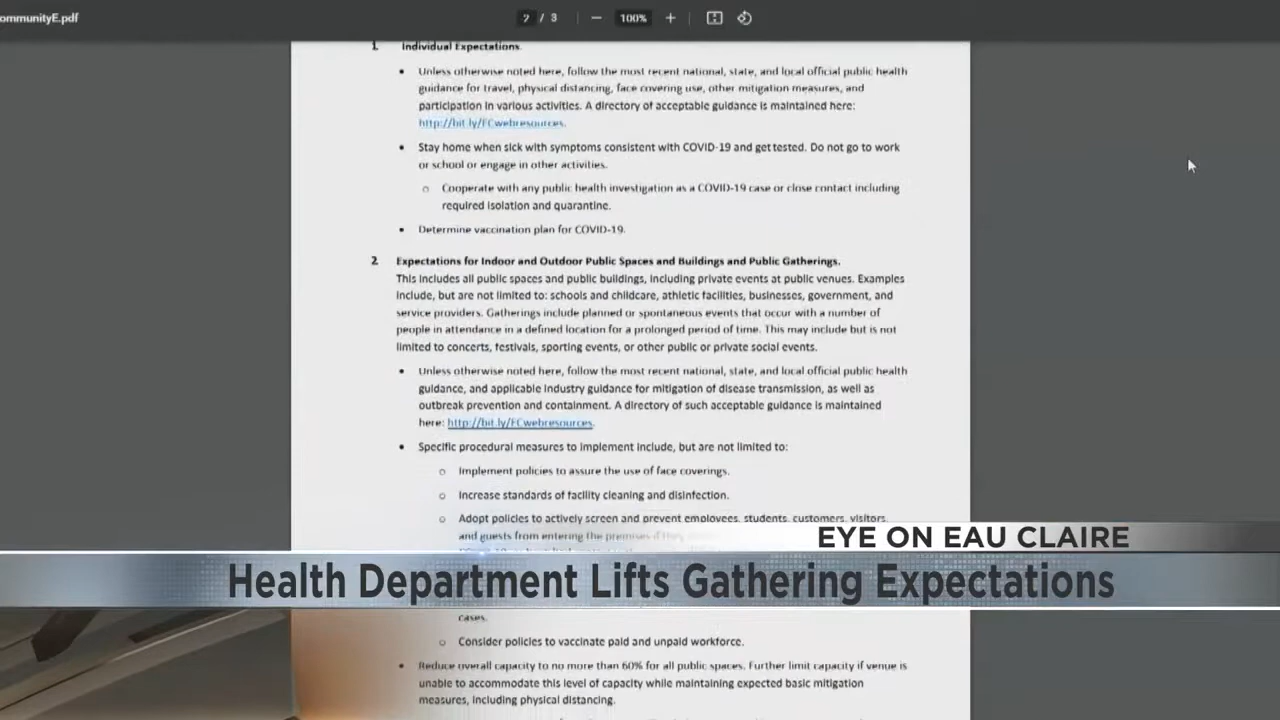 ommunityE.pdf
2 / 3
100%
1. Individual Expectations
• Unless otherwise noted here, follow the most recent national, state, and local official public health
guidance for travel, physical distancing, face covering use, other mitigation measures, and
participation in various activities. A directory of acceptable guidance is maintained here:
http://bit.ly/FCwebresources.
• Stay home when sick with symptoms consistent with COVID-19 and get tested. Do not go to work
or school or engage in other activities.
o Cooperate with any public health investigation as a COVID-19 case or close contact including
required isolation and quarantine.
• Determine vaccination plan for COVID-19.
2. Expectations for Indoor and Outdoor Public Spaces and Buildings and Public Gatherings.
This includes all public spaces and public buildings, including private events at public venues. Examples
include, but are not limited to: schools and childcare, athletic facilities, businesses, government, and
service providers. Gatherings include planned or spontaneous events that occur with a number of
people in attendance in a defined location for a prolonged period of time. This may include but is not
limited to concerts, festivals, sporting events, or other public or private social events.
• Unless otherwise noted here, follow the most recent national, state, and local official public health
guidance, and applicable industry guidance for mitigation of disease transmission, as well as
outbreak prevention and containment. A directory of such acceptable guidance is maintained
here: http://bit.ly/FCwebresources.
• Specific procedural measures to implement include, but are not limited to:
o Implement policies to assure the use of face coverings.
o Increase standards of facility cleaning and disinfection.
o Adopt policies to actively screen and prevent employees, students, customers, visitors,
and guests from entering the premises if they
EYE ON EAU CLAIRE
Health Department Lifts Gathering Expectations
cases.
o Consider policies to vaccinate paid and unpaid workforce.
• Reduce overall capacity to no more than 60% for all public spaces. Further limit capacity if venue is
unable to accommodate this level of capacity while maintaining expected basic mitigation
measures, including physical distancing.